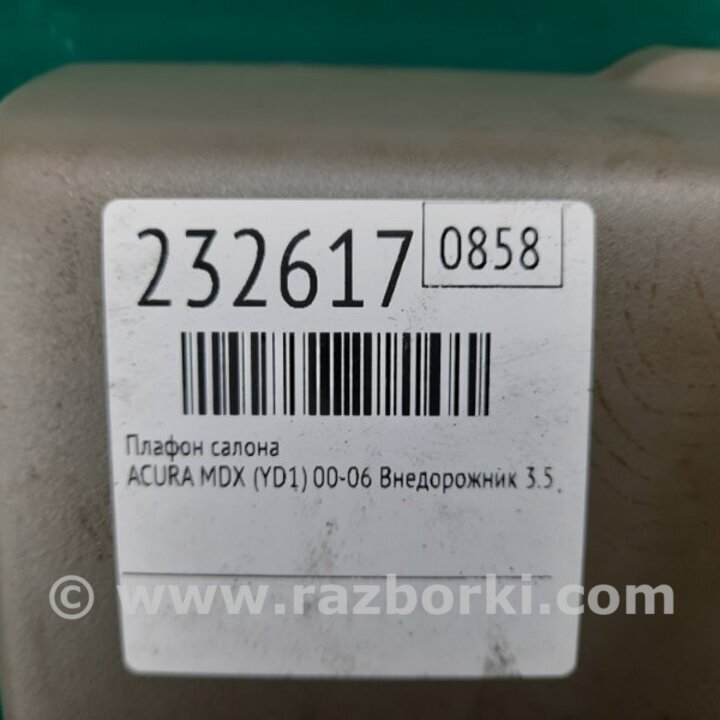 232617 0858
Плафон салона
ACURA MDX (YD1) 00-06 Внедорожник 3.5
© www.razborki.com